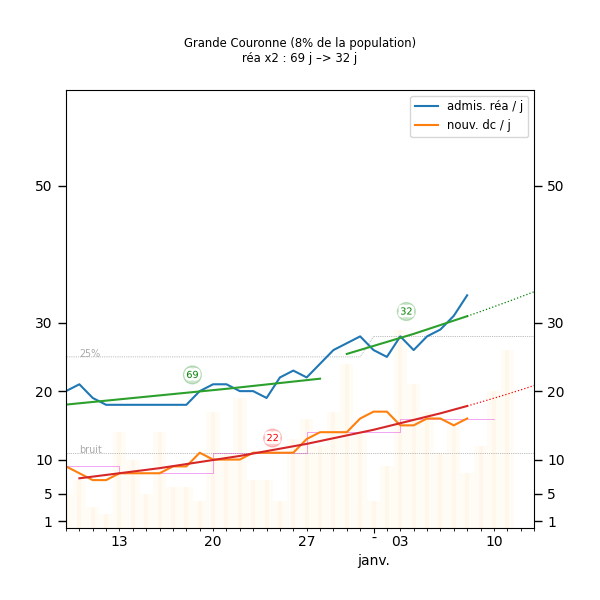 Grande Couronne (8% de la population)
réa x2 : 69 j –> 32 j
admis. réa / j
nouv. dc / j
50 50
30 30
32
25%
69
20 20
22
bruit
10 10
5 5
1 1
13 20 27 - 03 10
janv.